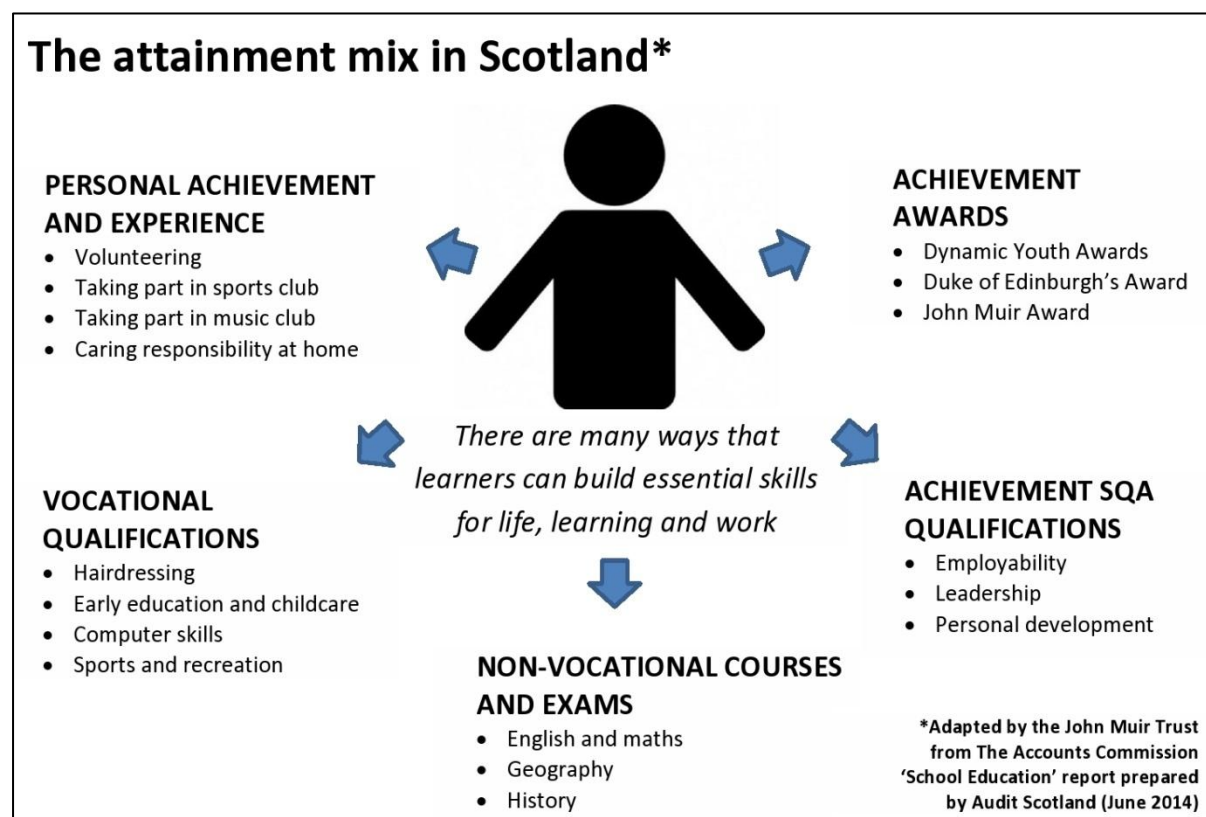 The attainment mix in Scotland*
PERSONAL ACHIEVEMENT
AND EXPERIENCE
• Volunteering
• Taking part in sports club
• Taking part in music club
• Caring responsibility at home
ACHIEVEMENT
AWARDS
• Dynamic Youth Awards
• Duke of Edinburgh's Award
• John Muir Award
There are many ways that
learners can build essential skills
for life, learning and work
VOCATIONAL
QUALIFICATIONS
• Hairdressing
• Early education and childcare
• Computer skills
• Sports and recreation
ACHIEVEMENT SQA
QUALIFICATIONS
• Employability
• Leadership
• Personal development
NON-VOCATIONAL COURSES
AND EXAMS
• English and maths
• Geography
• History
*Adapted by the John Muir Trust
from The Accounts Commission
‘School Education’ report prepared
by Audit Scotland (June 2014)